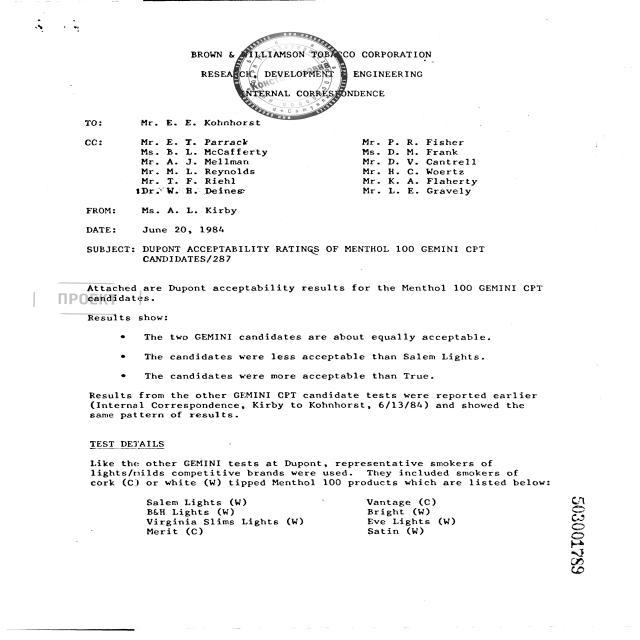 BROWN & WILLIAMSON TOBACCO CORPORATION
RESEARCH, DEVELOPMENT & ENGINEERING
INTERNAL CORRESPONDENCE
TO: Mr. E. E. Kohnhorst
CC: Mr. E. T. Parrack Mr. P. R. Fisher
Ms. B. L. McCafferty Ms. D. M. Frank
Mr. A. J. Mellman Mr. D. V. Cantrell
Mr. M. L. Reynolds Mr. H. C. Woertz
Mr. T. F. Riehl Mr. K. A. Flaherty
Dr. W. H. Deines Mr. L. E. Gravely
FROM: Ms. A. L. Kirby
DATE: June 20, 1984
SUBJECT: DUPONT ACCEPTABILITY RATINGS OF MENTHOL 100 GEMINI CPT
CANDIDATES/287
Attached are Dupont acceptability results for the Menthol 100 GEMINI CPT
ПРОЕКТ
candidates.
Results show:
• The two GEMINI candidates are about equally acceptable.
• The candidates were less acceptable than Salem Lights.
• The candidates were more acceptable than True.
Results from the other GEMINI CPT candidate tests were reported earlier
(Internal Correspondence, Kirby to Kohnhorst, 6/13/84) and showed the
same pattern of results.
TEST DETAILS
Like the other GEMINI tests at Dupont, representative smokers of
lights/milds competitive brands were used. They included smokers of
cork (C) or white (W) tipped Menthol 100 products which are listed below:
Salem Lights (W) Vantage (C)
B&H Lights (W) Bright (W)
Virginia Slims Lights (W) Eve Lights (W)
Merit (C) Satin (W)
503001789